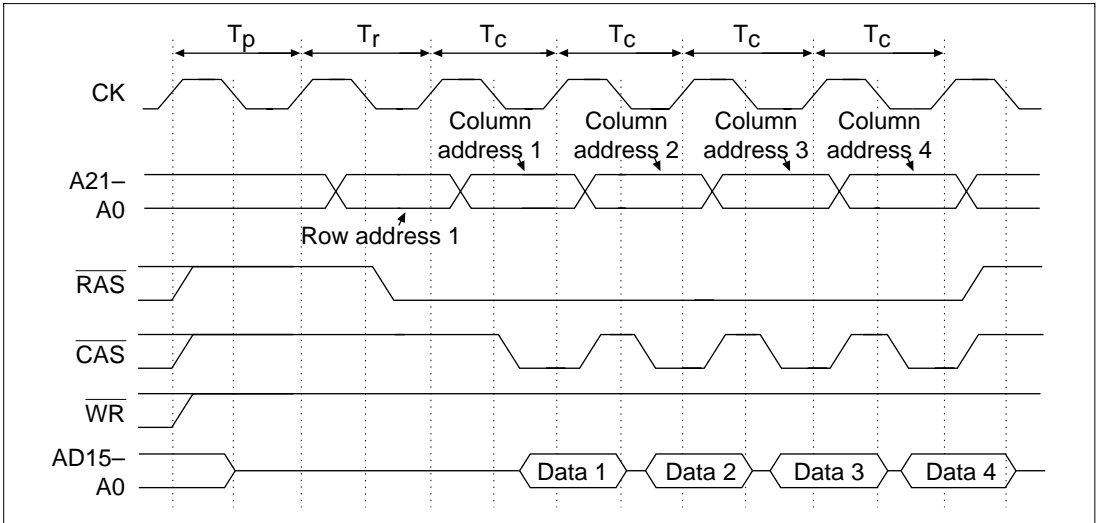 Tp Tr Tc Tc Tc Tc
CK
Column address 1
Column address 2
Column address 3
Column address 4
A21–
A0
Row address 1
RAS
CAS
WR
AD15–
A0
Data 1 Data 2 Data 3 Data 4